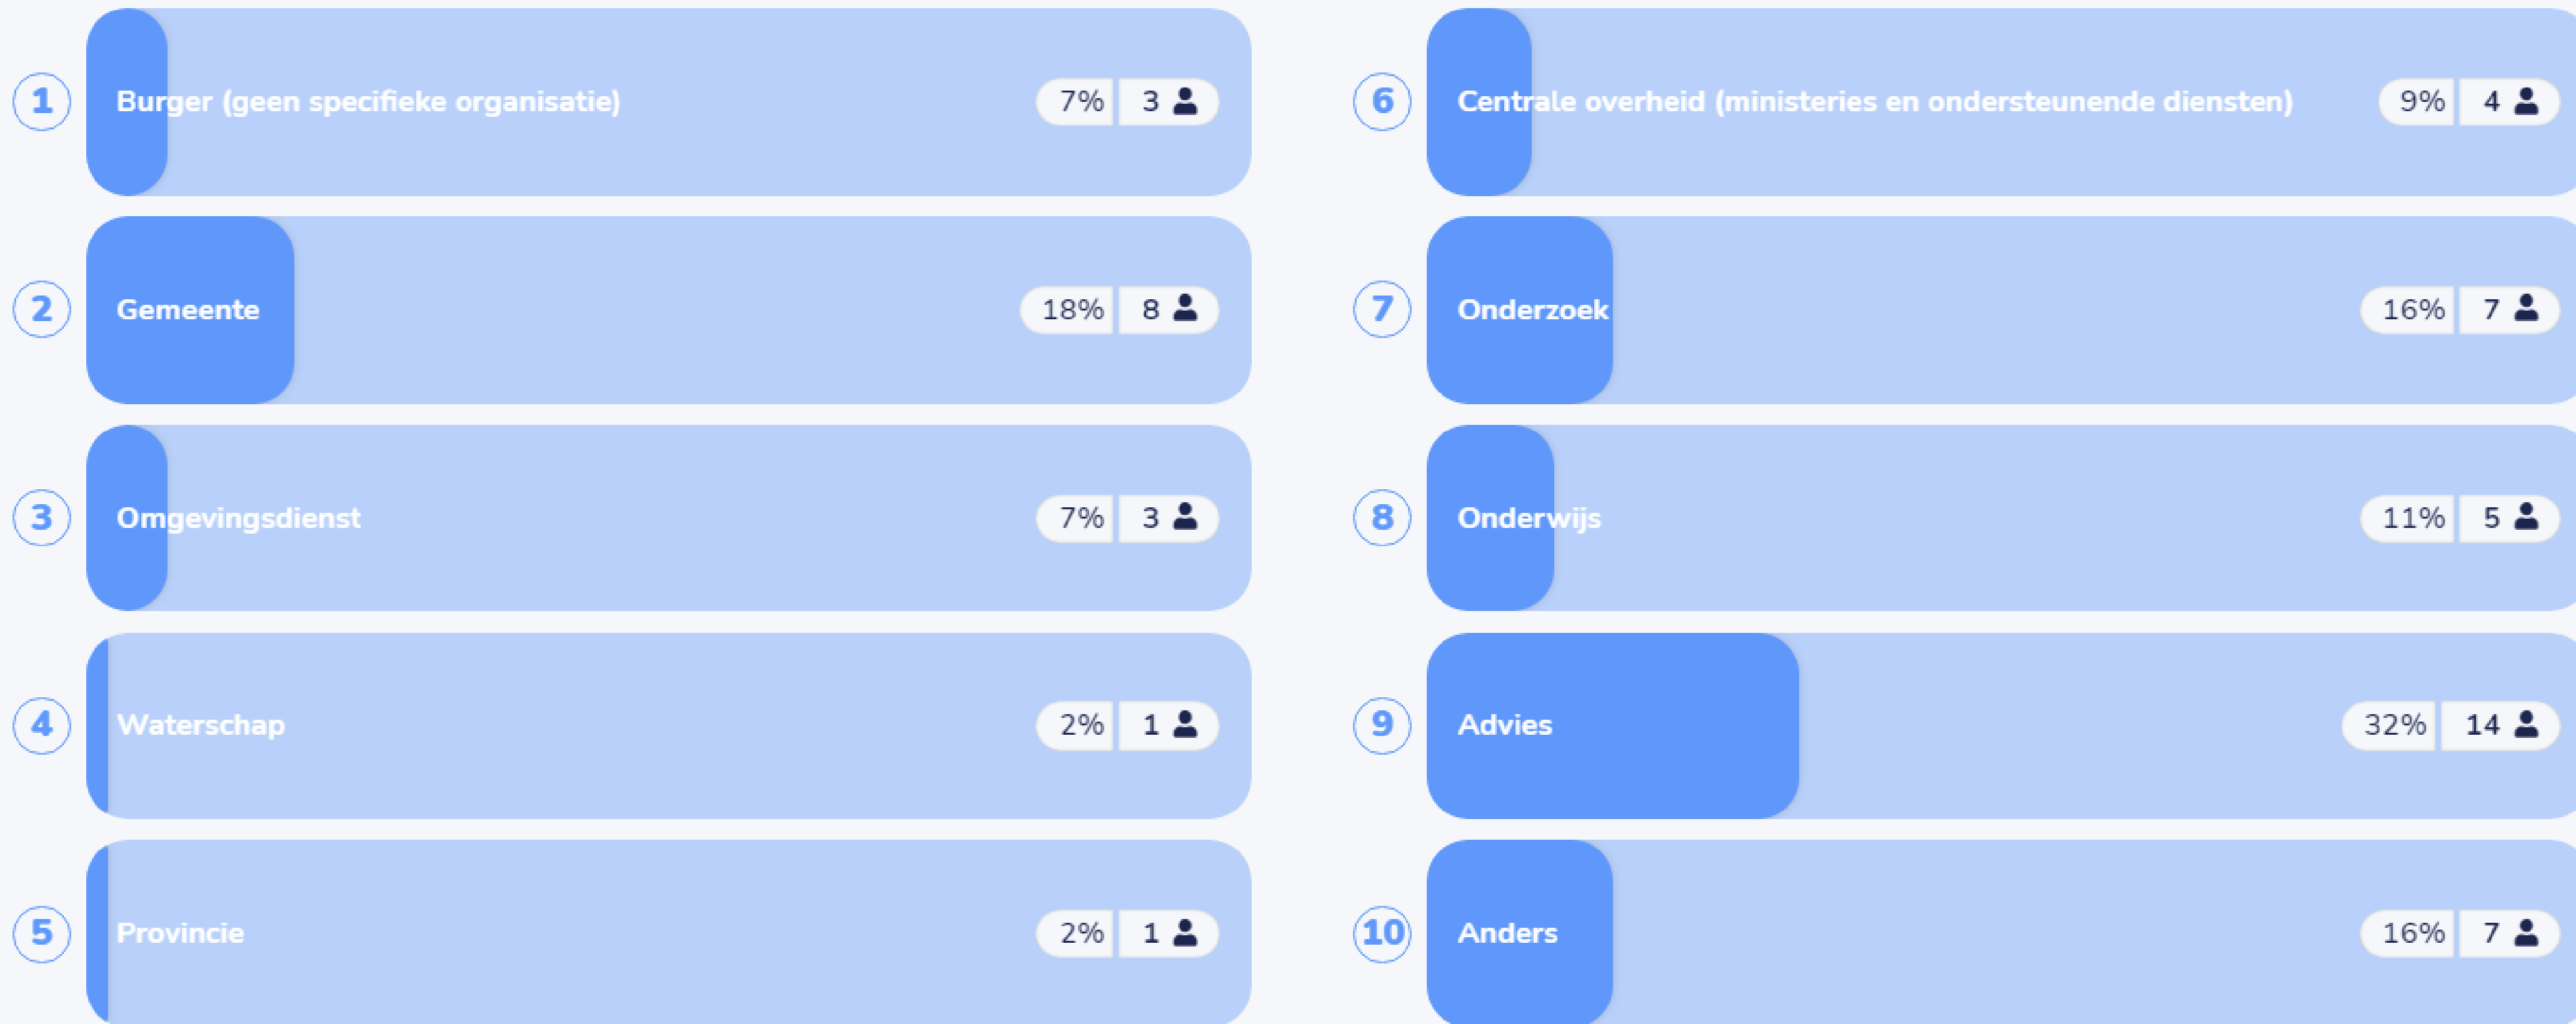 1 Burger (geen specifieke organisatie) 7% 3
2 Gemeente 18% 8
3 Omgevingsdienst 7% 3
4 Waterschap 2% 1
5 Provincie 2% 1
6 Centrale overheid (ministeries en ondersteunende diensten) 9% 4
7 Onderzoek 16% 7
8 Onderwijs 11% 5
9 Advies 32% 14
10 Anders 16% 7